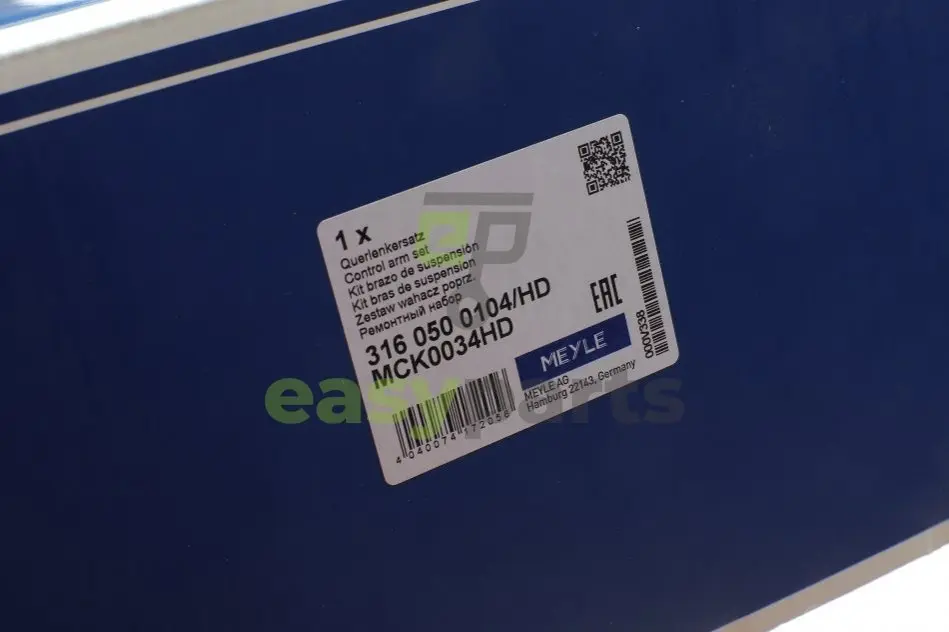 1 x
Querlenkersatz
Control arm set
Kit brazo de suspensión
Kit bras de suspension
Zestaw wahacz poprz.
Ремонтный набор
316 050 0104/HD
MCK0034HD
4 040074 172056
EAC
MEYLE
MEYLE AG
Hamburg 22143, Germany
000V338
easyparts